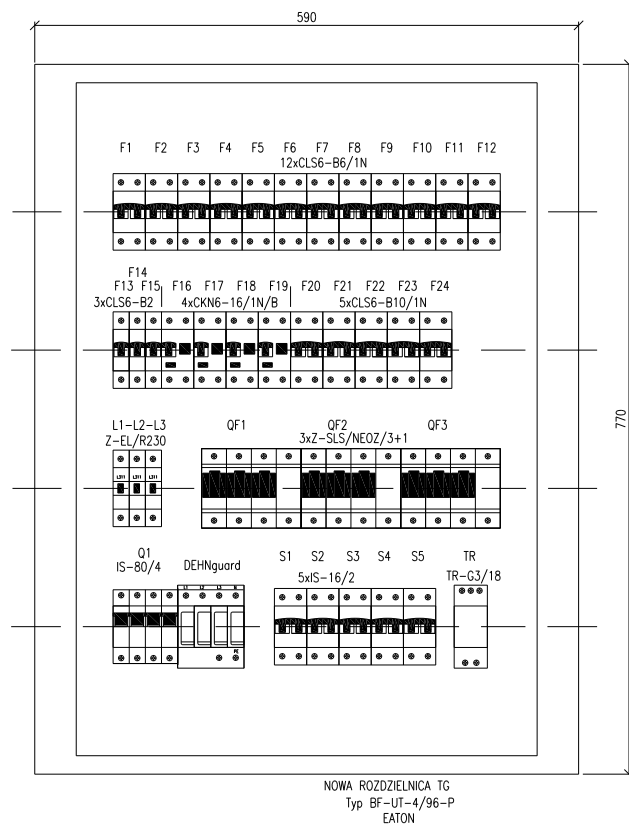 590
F1 F2 F3 F4 F5 F6 F7 F8 F9 F10 F11 F12
12xCLS6-B6/1N
F14
F13 F15 F16 F17 F18 F19 F20 F21 F22 F23 F24
3xCLS6-B2 4xCKN6-16/1N/B 5xCLS6-B10/1N
770
L1-L2-L3 QF1 QF2 QF3
Z-EL/R230 3xZ-SLS/NEOZ/3+1
Q1 DEHNguard S1 S2 S3 S4 S5 TR
IS-80/4 5xIS-16/2 TR-G3/18
L1 L2 L3 N
PE
NOWA ROZDZIELNICA TG
Typ BF-UT-4/96-P
EATON